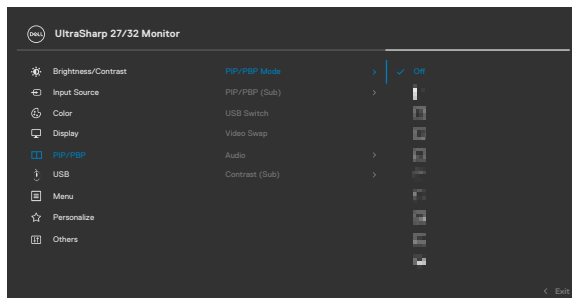 DELL UltraSharp 27/32 Monitor
Brightness/Contrast PIP/PBP Mode > ✓ Off
Input Source PIP/PBP (Sub) >
Color USB Switch
Display Video Swap
PIP/PBP Audio >
USB Contrast (Sub) >
Menu
Personalize
Others
< Exit